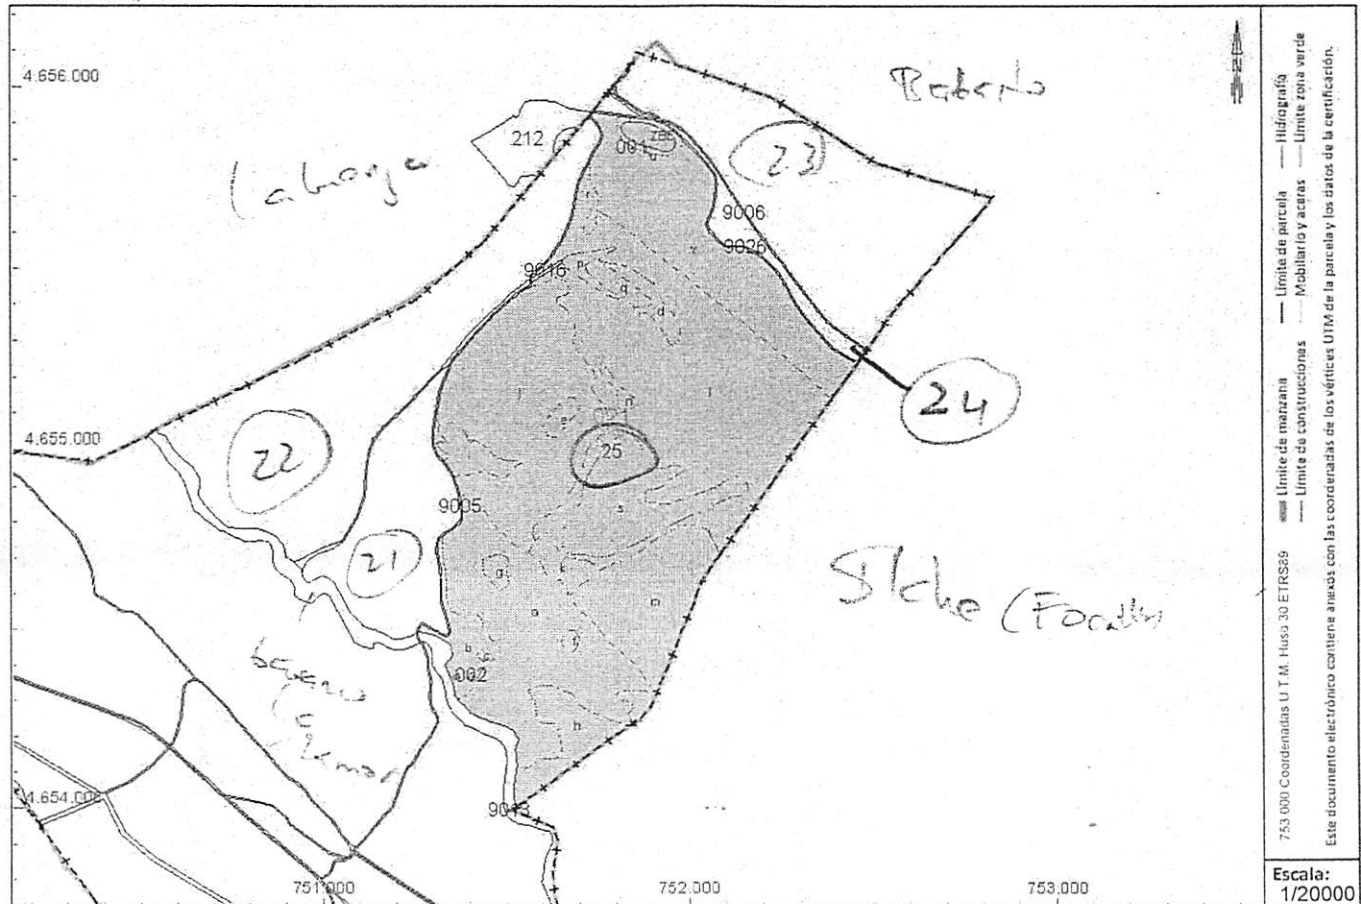 4.656.000
212
001
23
9006
9026
9016
q
d
24
4.655.000
22
25
s
9005
21
g
k
m
b
002
h
4.654.000
9013
751.000
752.000
753.000
N
Límite de manzana
Límite de parcela
Hidrografía
Límite de construcciones
Mobiliario y aceras
Límite zona verde
753.000 Coordenadas U.T.M. Huso 30 ETRS89
Este documento electrónico contiene anexos con las coordenadas de los vértices UTM de la parcela y los datos de la certificación.
Escala:
1/20000